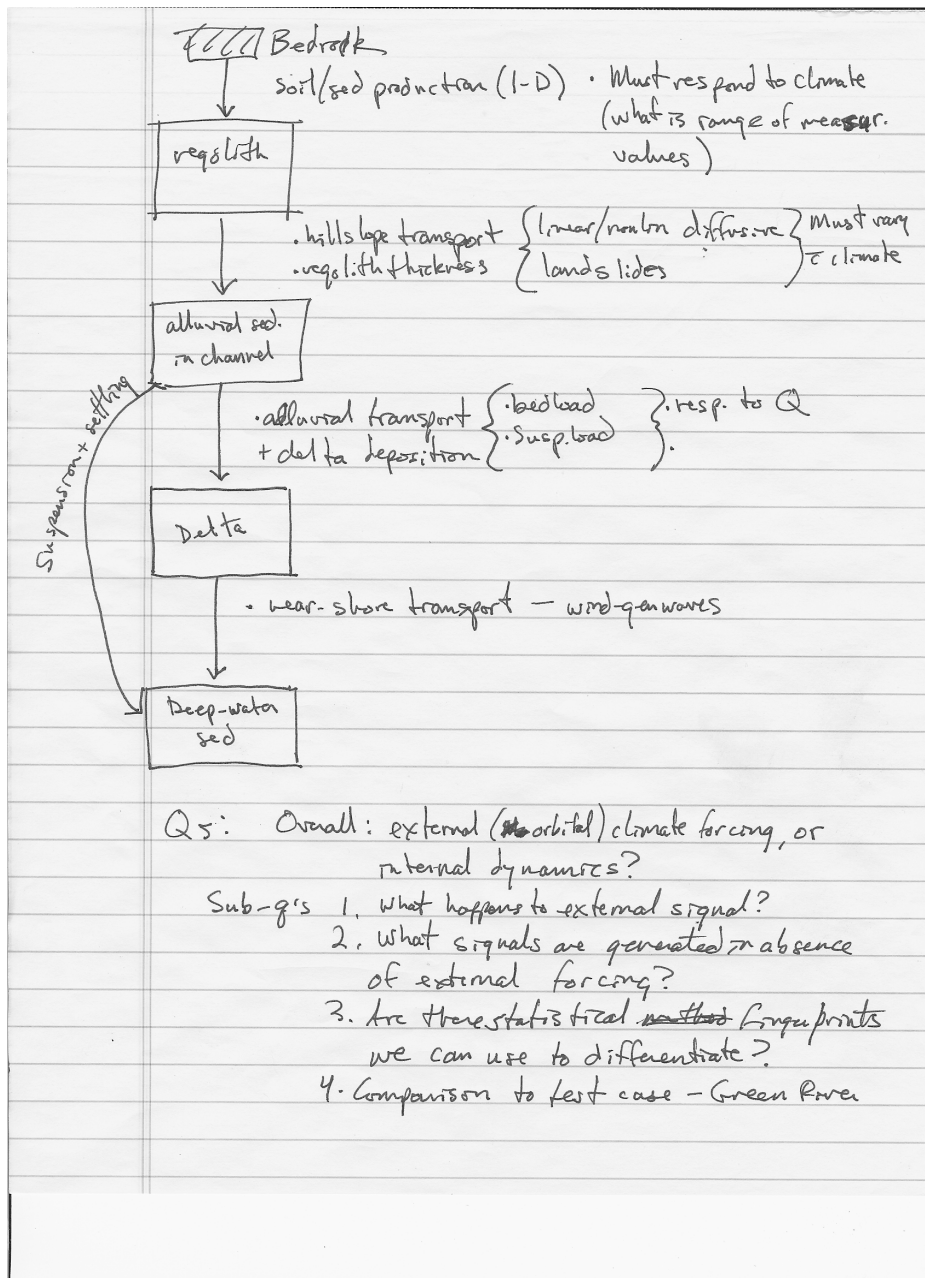 Bedrock
soil/sed production (1-D)
• Must respond to climate
(what is range of measur.
values)
regolith
• hillslope transport
• regolith thickness
linear/nonlin diffusive
landslides
Must vary
c̄ climate
alluvial sed.
in channel
Suspension + settling
• alluvial transport
+ delta deposition
• bedload
• Susp. load
• resp. to Q
•
Delta
• near-shore transport – wind-gen waves
Deep-water
sed
Qs: Overall: external (orbital) climate forcing, or
internal dynamics?
Sub-q's 1. What happens to external signal?
2. What signals are generated in absence
of external forcing?
3. Are there statistical fingerprints
we can use to differentiate?
4. Comparison to test case – Green River